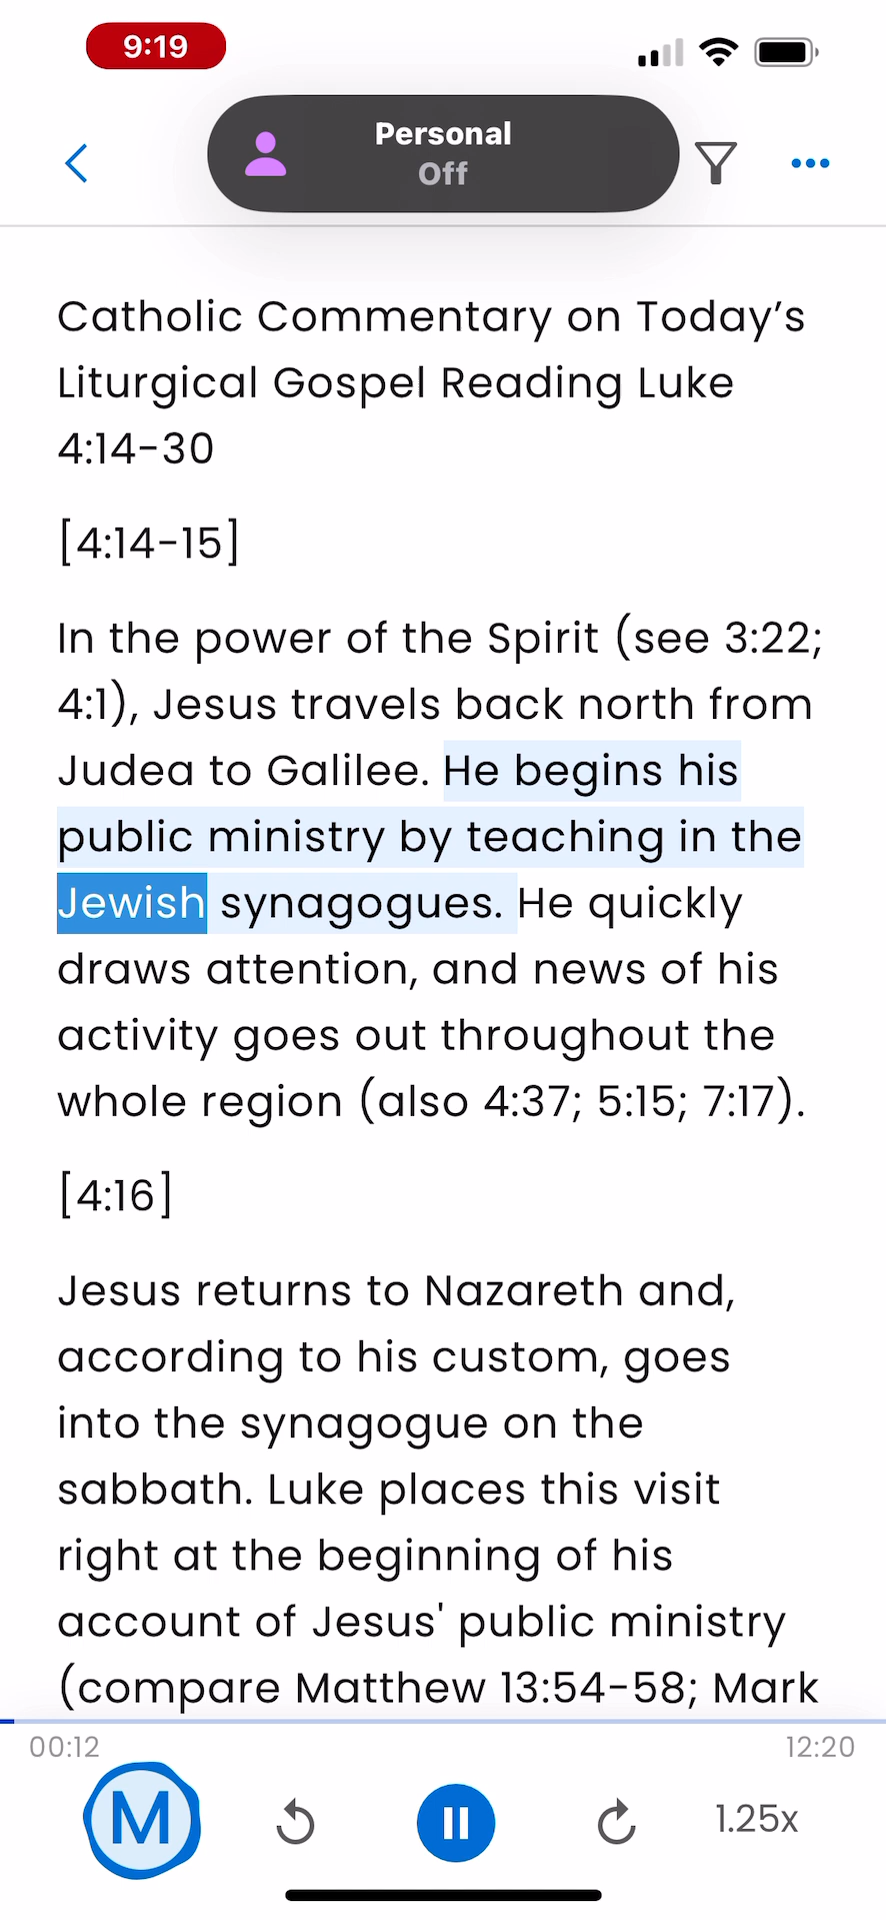 9:19
Personal
Off
Catholic Commentary on Today’s
Liturgical Gospel Reading Luke
4:14-30
[4:14-15]
In the power of the Spirit (see 3:22;
4:1), Jesus travels back north from
Judea to Galilee. He begins his
public ministry by teaching in the
Jewish synagogues. He quickly
draws attention, and news of his
activity goes out throughout the
whole region (also 4:37; 5:15; 7:17).
[4:16]
Jesus returns to Nazareth and,
according to his custom, goes
into the synagogue on the
sabbath. Luke places this visit
right at the beginning of his
account of Jesus' public ministry
(compare Matthew 13:54-58; Mark
00:12
12:20
M
1.25x